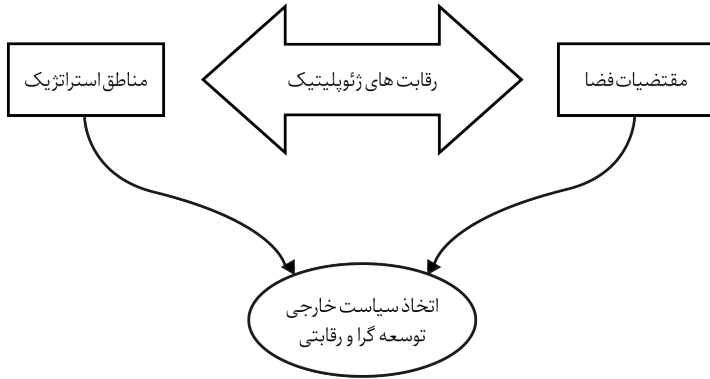 مقتضیات فضا
رقابت های ژئوپلیتیک
مناطق استراتژیک
اتخاذ سیاست خارجی
توسعه گرا و رقابتی